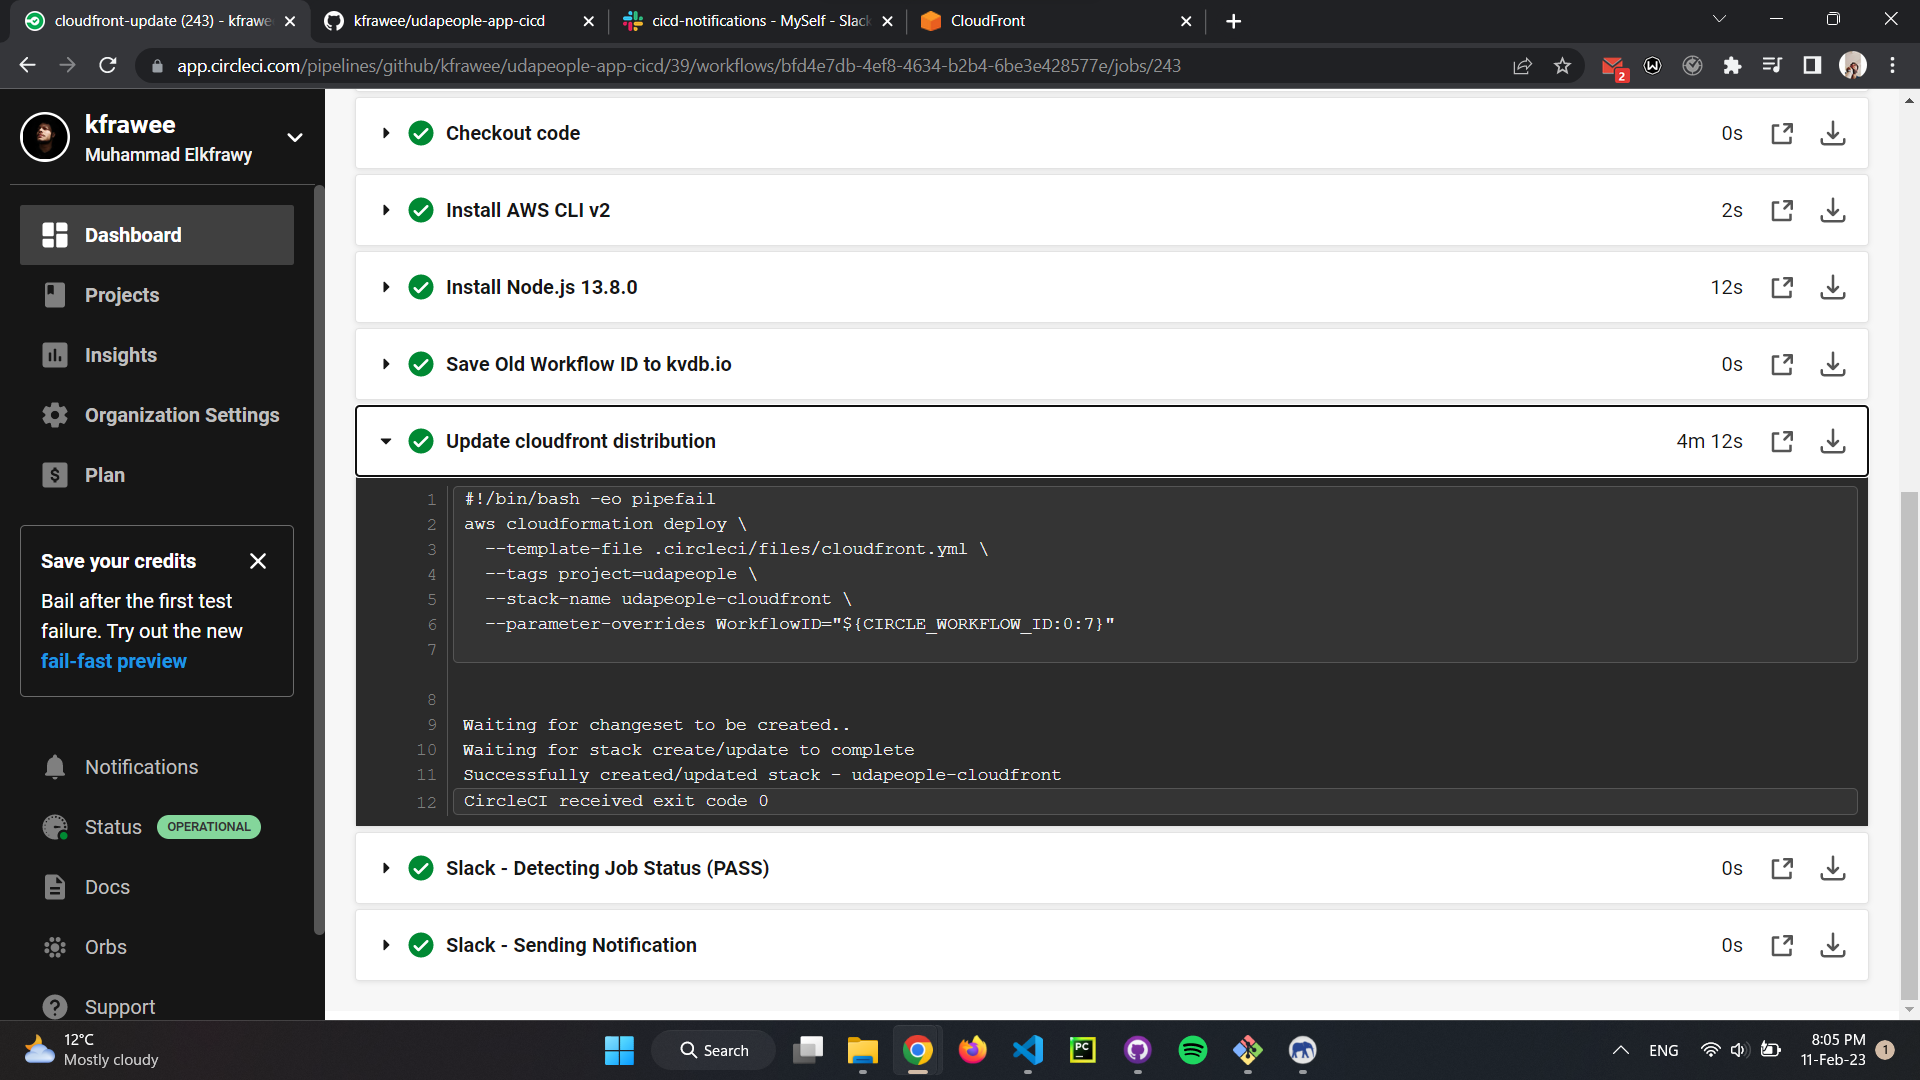 cloudfront-update (243) - kfrawe
kfrawee/udapeople-app-cicd
cicd-notifications - MySelf - Slack
CloudFront
app.circleci.com/pipelines/github/kfrawee/udapeople-app-cicd/39/workflows/bfd4e7db-4ef8-4634-b2b4-6be3e428577e/jobs/243
2
kfrawee
Muhammad Elkfrawy
Dashboard
Projects
Insights
Organization Settings
Plan
Save your credits
Bail after the first test
failure. Try out the new
fail-fast preview
Notifications
Status OPERATIONAL
Docs
Orbs
Support
Checkout code 0s
Install AWS CLI v2 2s
Install Node.js 13.8.0 12s
Save Old Workflow ID to kvdb.io 0s
Update cloudfront distribution 4m 12s
1 #!/bin/bash -eo pipefail
2 aws cloudformation deploy \
3 --template-file .circleci/files/cloudfront.yml \
4 --tags project=udapeople \
5 --stack-name udapeople-cloudfront \
6 --parameter-overrides WorkflowID="${CIRCLE_WORKFLOW_ID:0:7}"
7
8
9 Waiting for changeset to be created..
10 Waiting for stack create/update to complete
11 Successfully created/updated stack - udapeople-cloudfront
12 CircleCI received exit code 0
Slack - Detecting Job Status (PASS) 0s
Slack - Sending Notification 0s
12°C
Mostly cloudy
Search
PC
ENG
8:05 PM
11-Feb-23
1